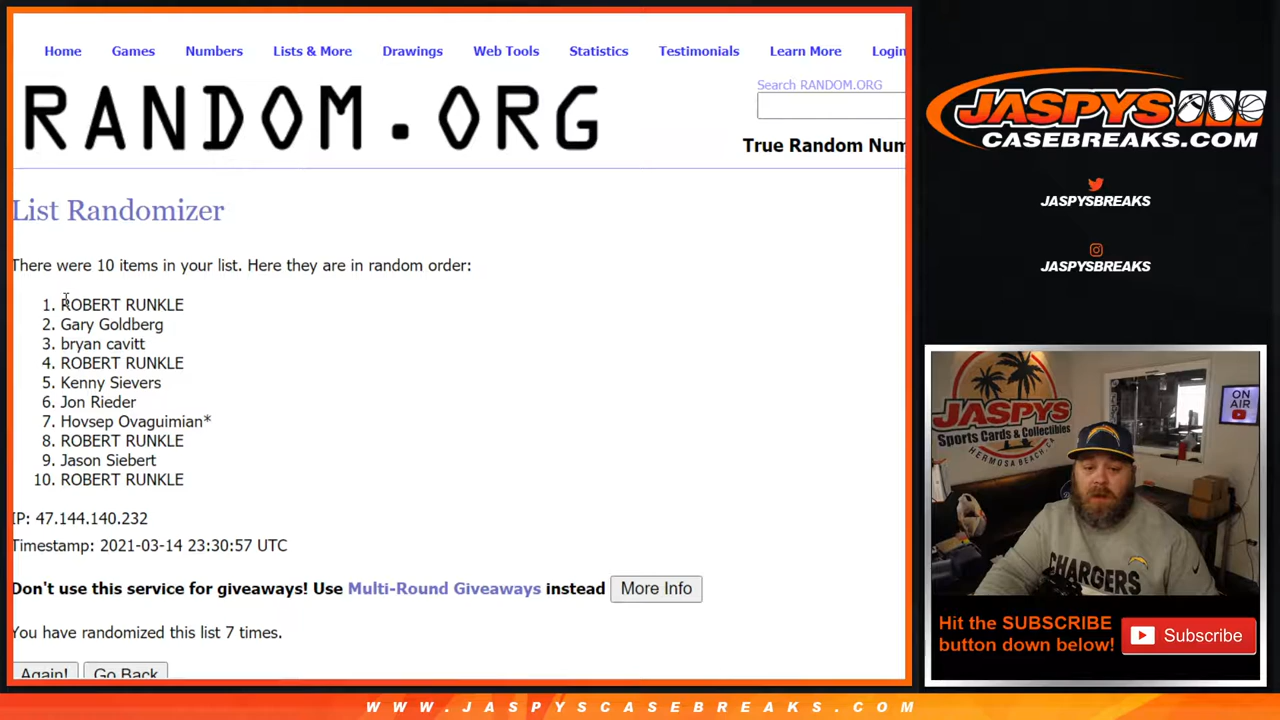 Home Games Numbers Lists & More Drawings Web Tools Statistics Testimonials Learn More Login
RANDOM.ORG
Search RANDOM.ORG
True Random Num
List Randomizer
There were 10 items in your list. Here they are in random order:
1. ROBERT RUNKLE
2. Gary Goldberg
3. bryan cavitt
4. ROBERT RUNKLE
5. Kenny Sievers
6. Jon Rieder
7. Hovsep Ovaguimian*
8. ROBERT RUNKLE
9. Jason Siebert
10. ROBERT RUNKLE
IP: 47.144.140.232
Timestamp: 2021-03-14 23:30:57 UTC
Don't use this service for giveaways! Use Multi-Round Giveaways instead More Info
You have randomized this list 7 times.
Again! Go Back
JASPYS
CASEBREAKS.COM
JASPYSBREAKS
JASPYSBREAKS
JASPYS
Sports Cards & Collectibles
HERMOSA BEACH, CA
ON AIR
CHARGERS
Hit the SUBSCRIBE
button down below!
Subscribe
WWW.JASPYSCASEBREAKS.COM